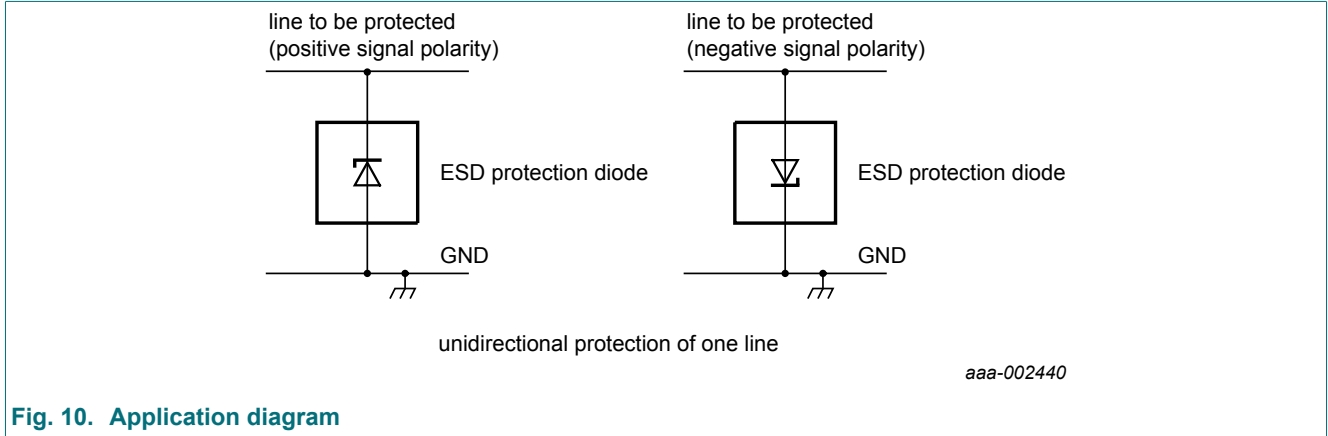 line to be protected
(positive signal polarity)
line to be protected
(negative signal polarity)
ESD protection diode
ESD protection diode
GND
GND
unidirectional protection of one line
aaa-002440
Fig. 10. Application diagram